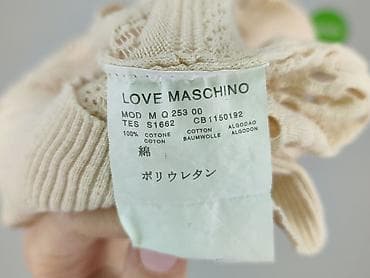 LOVE MASCHINO
MOD M Q 253 00
TES S1662 CB1150192
100% COTONE COTTON ALGODAO
COTON BAUMWOLLE ALGODON
綿
ポリウレタン